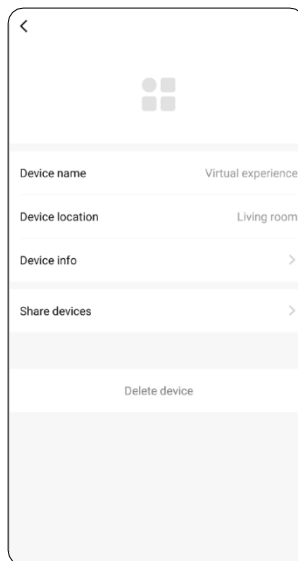 Device name Virtual experience
Device location Living room
Device info
Share devices
Delete device